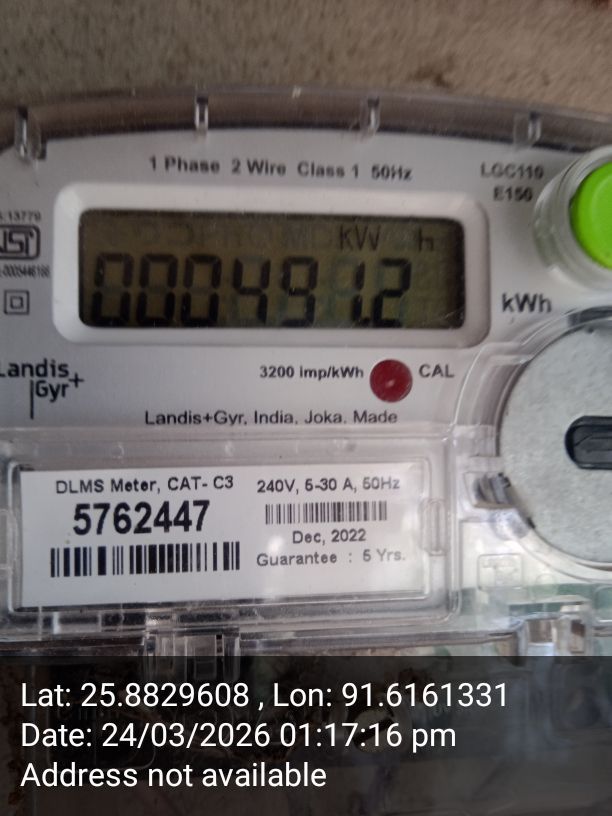 1 Phase 2 Wire Class 1 50Hz
LGC110
E150
kW h
000491.2
kWh
Landis
Gyr+
3200 imp/kWh
CAL
Landis+Gyr, India, Joka. Made
DLMS Meter, CAT- C3
5762447
240V, 5-30 A, 50Hz
Dec, 2022
Guarantee : 5 Yrs.
Lat: 25.8829608 , Lon: 91.6161331
Date: 24/03/2026 01:17:16 pm
Address not available